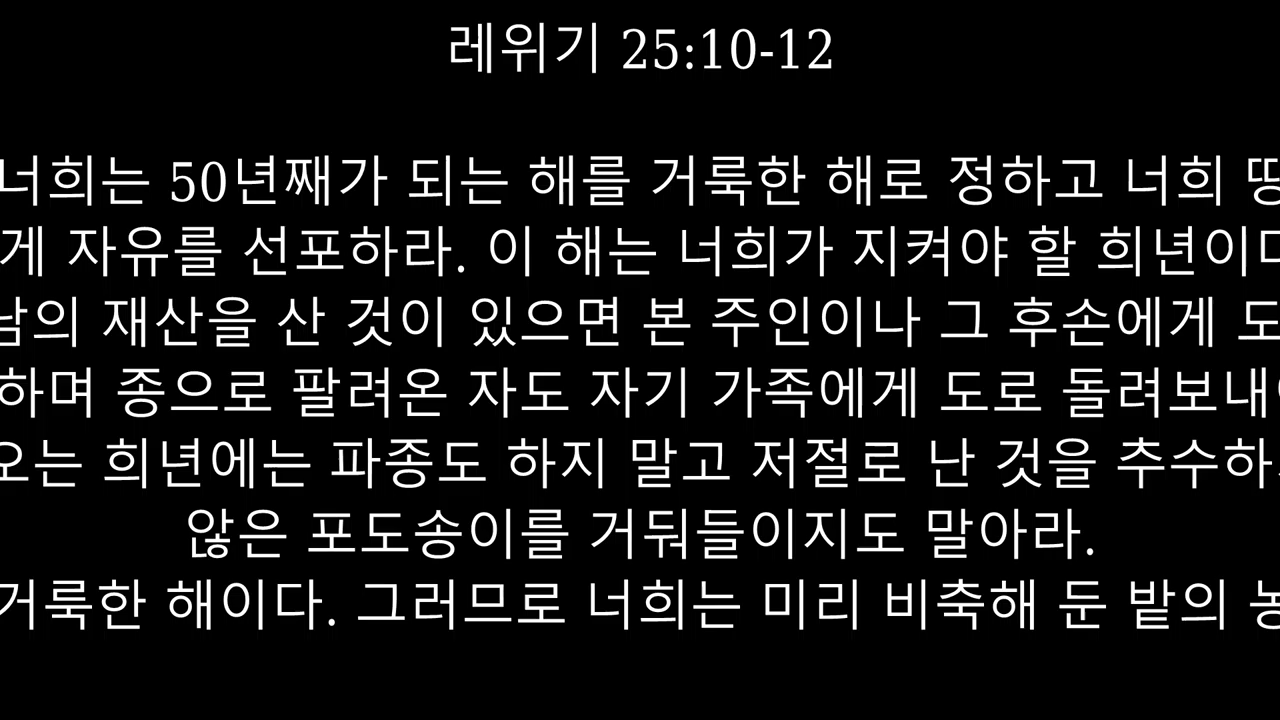 레위기 25:10-12
너희는 50년째가 되는 해를 거룩한 해로 정하고 너희
게 자유를 선포하라. 이 해는 너희가 지켜야 할 희년이
남의 재산을 산 것이 있으면 본 주인이나 그 후손에게 도
하며 종으로 팔려온 자도 자기 가족에게 도로 돌려보내
오는 희년에는 파종도 하지 말고 저절로 난 것을 추수하
않은 포도송이를 거둬들이지도 말아라.
거룩한 해이다. 그러므로 너희는 미리 비축해 둔 밭의